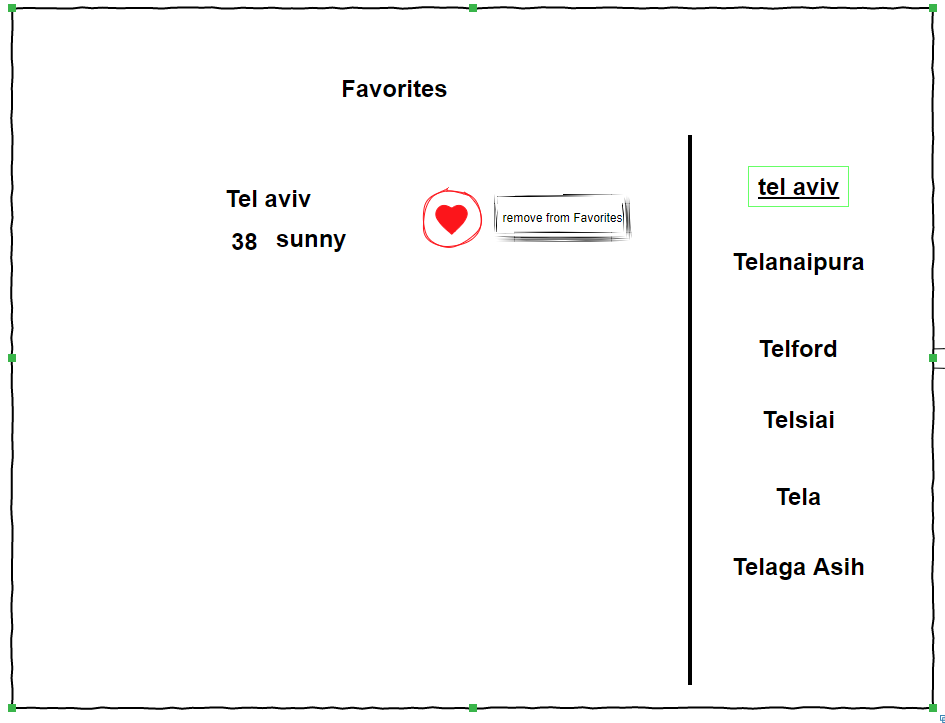 Favorites
Tel aviv
38 sunny
remove from Favorites
tel aviv
Telanaipura
Telford
Telsiai
Tela
Telaga Asih